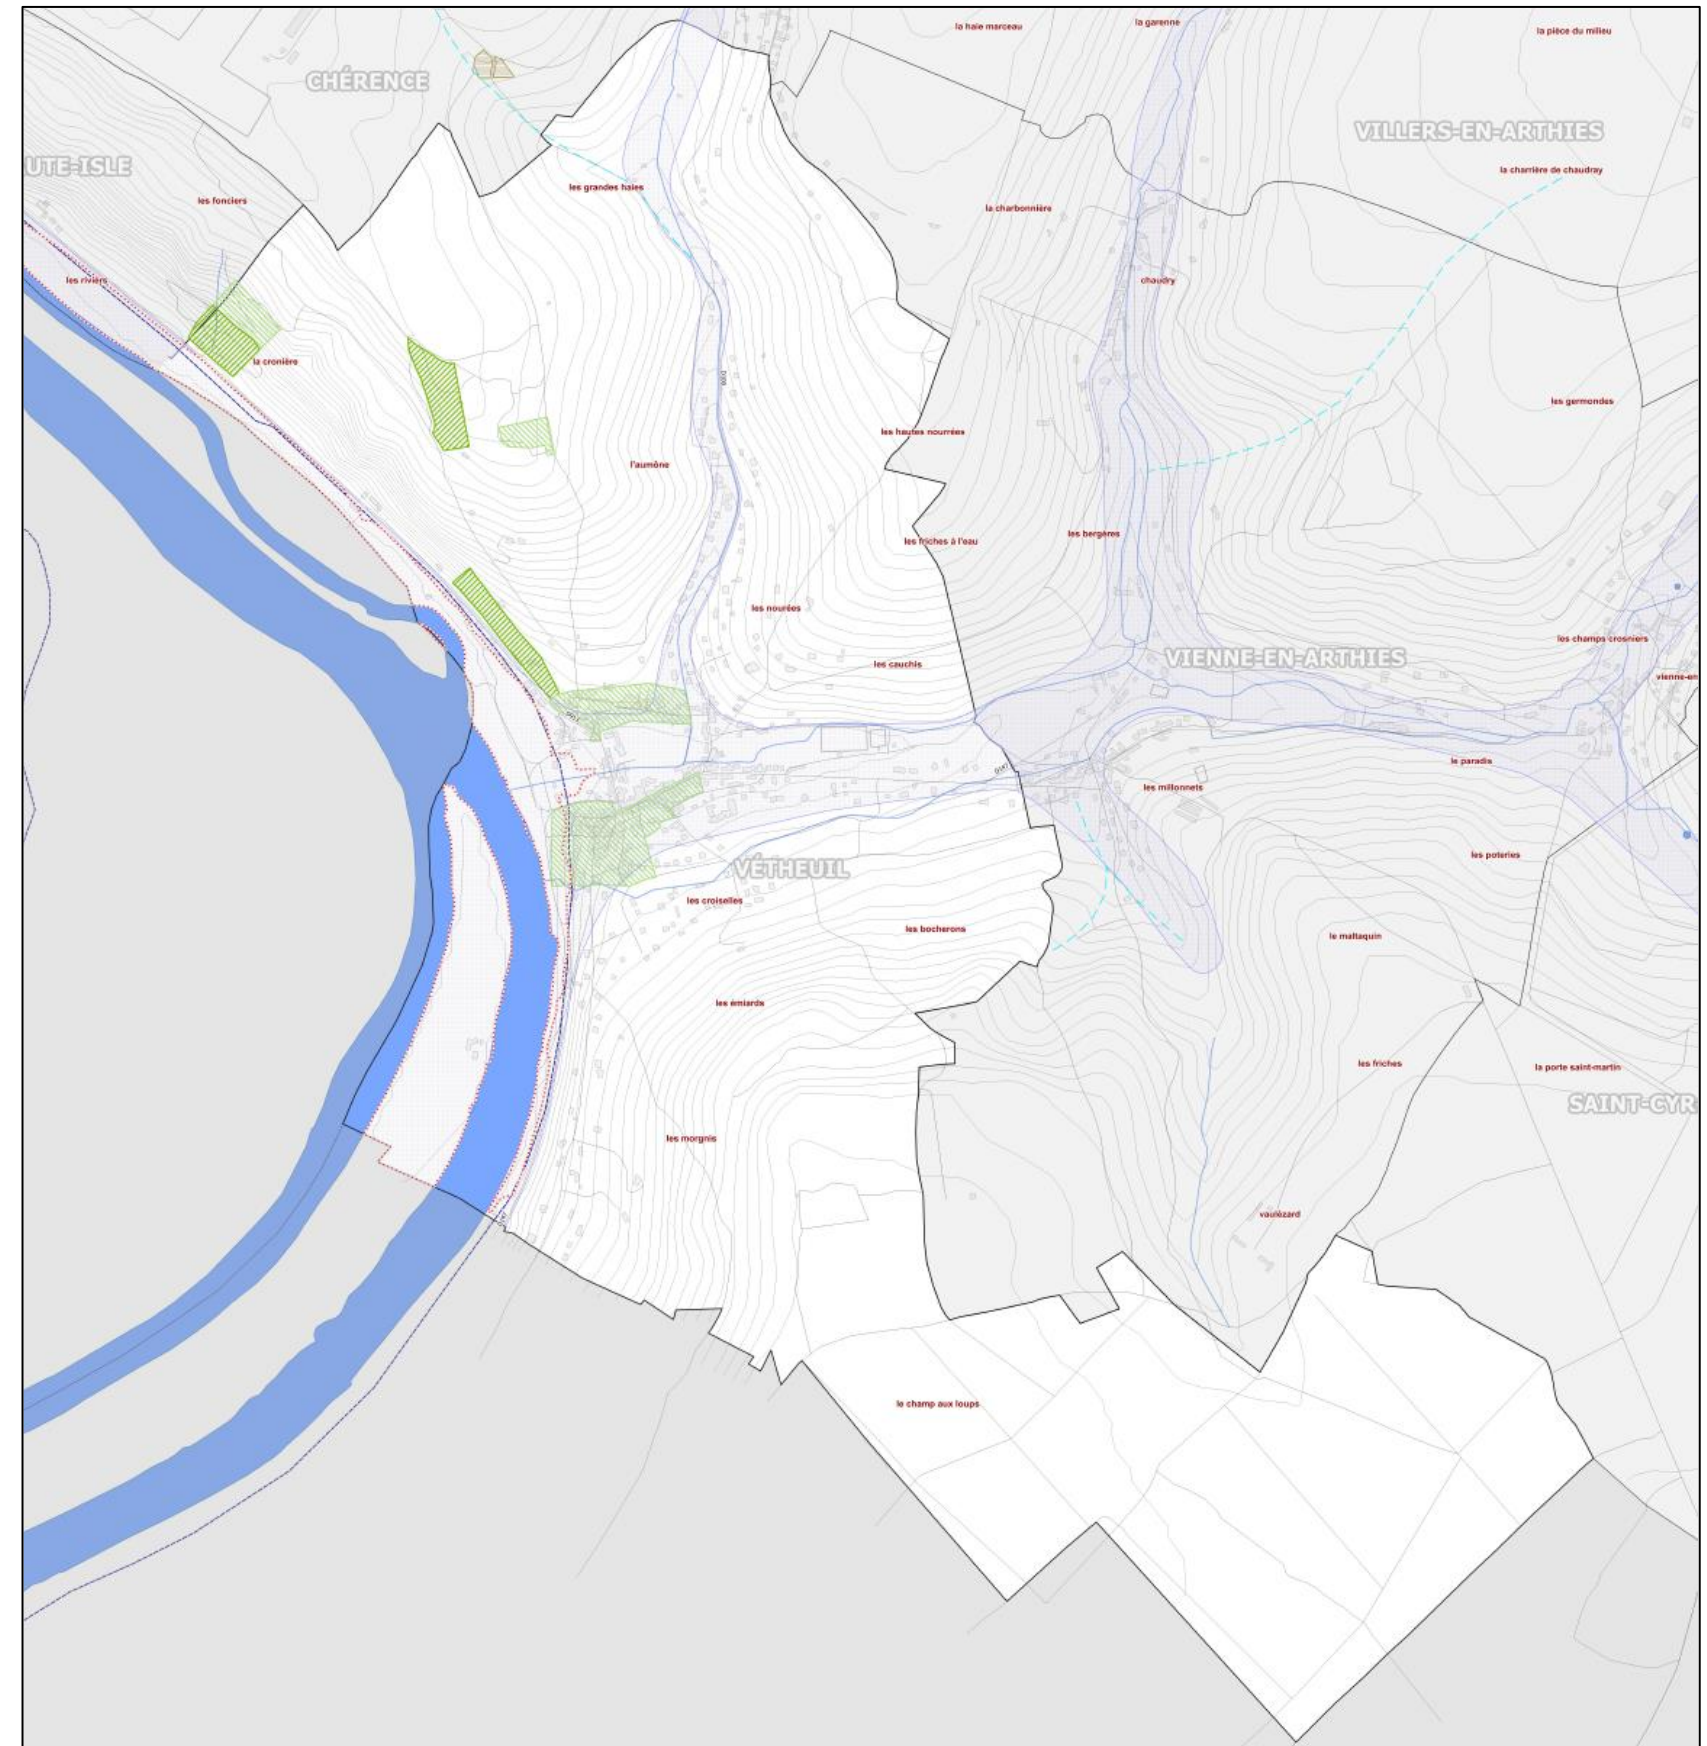 la haie marceau
la garenne
la pièce du milieu
CHÉRENCE
VILLERS-EN-ARTHIES
UTE-ISLE
la charrière de chaudray
les grandes haies
les fonciers
la charbonnière
les rivièrs
chaudry
la cronière
les germondes
les hautes nourrées
l'aumône
les bergères
les friches à l'eau
les nourées
les champs crosniers
VIENNE-EN-ARTHIES
les cauchis
vienne-en
le paradis
les millonnets
VÉTHEUIL
les poteries
les croiselles
les bocherons
le maltaquin
les émiards
les friches
la porte saint-martin
SAINT-CYR
les morgnis
vaulézard
le champ aux loups